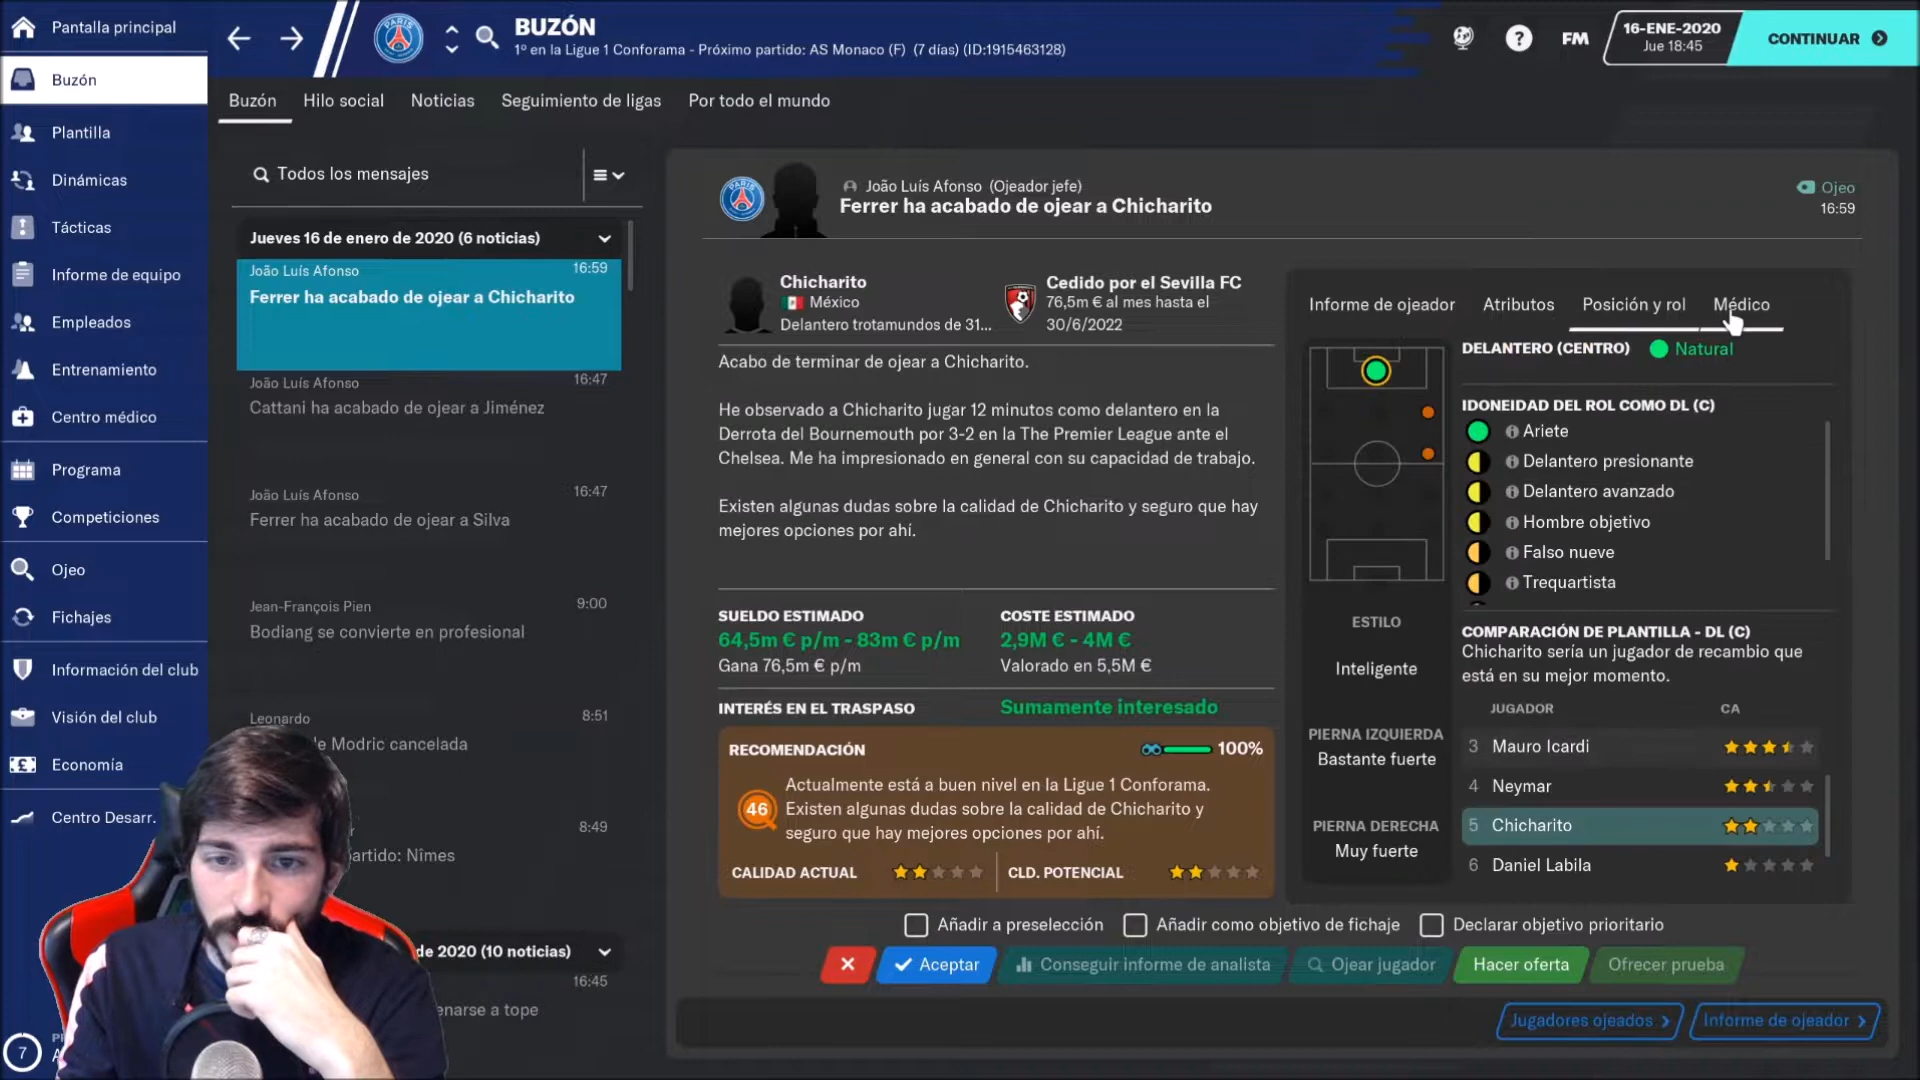 Pantalla principal
Buzón
Plantilla
Dinámicas
Tácticas
Informe de equipo
Empleados
Entrenamiento
Centro médico
Programa
Competiciones
Ojeo
Fichajes
Información del club
Visión del club
Economía
Centro Desarr.
7
BUZÓN
1º en la Ligue 1 Conforama - Próximo partido: AS Monaco (F) (7 días) (ID:1915463128)
FM
16-ENE-2020
Jue 18:45
CONTINUAR
Buzón
Hilo social
Noticias
Seguimiento de ligas
Por todo el mundo
Todos los mensajes
Jueves 16 de enero de 2020 (6 noticias)
João Luís Afonso 16:59
Ferrer ha acabado de ojear a Chicharito
João Luís Afonso 16:47
Cattani ha acabado de ojear a Jiménez
João Luís Afonso 16:47
Ferrer ha acabado de ojear a Silva
Jean-François Pien 9:00
Bodiang se convierte en profesional
Leonardo 8:51
de Modric cancelada
8:49
partido: Nîmes
de 2020 (10 noticias)
16:45
enarse a tope
PARIS
João Luís Afonso (Ojeador jefe)
Ferrer ha acabado de ojear a Chicharito
Ojeo
16:59
Chicharito
México
Delantero trotamundos de 31...
Cedido por el Sevilla FC
76,5m € al mes hasta el
30/6/2022
Acabo de terminar de ojear a Chicharito.
He observado a Chicharito jugar 12 minutos como delantero en la
Derrota del Bournemouth por 3-2 en la The Premier League ante el
Chelsea. Me ha impresionado en general con su capacidad de trabajo.
Existen algunas dudas sobre la calidad de Chicharito y seguro que hay
mejores opciones por ahí.
SUELDO ESTIMADO
64,5m € p/m - 83m € p/m
Gana 76,5m € p/m
COSTE ESTIMADO
2,9M € - 4M €
Valorado en 5,5M €
INTERÉS EN EL TRASPASO
Sumamente interesado
RECOMENDACIÓN
100%
46
Actualmente está a buen nivel en la Ligue 1 Conforama.
Existen algunas dudas sobre la calidad de Chicharito y
seguro que hay mejores opciones por ahí.
CALIDAD ACTUAL
CLD. POTENCIAL
Informe de ojeador
Atributos
Posición y rol
Médico
DELANTERO (CENTRO) Natural
IDONEIDAD DEL ROL COMO DL (C)
Ariete
Delantero presionante
Delantero avanzado
Hombre objetivo
Falso nueve
Trequartista
ESTILO
Inteligente
PIERNA IZQUIERDA
Bastante fuerte
PIERNA DERECHA
Muy fuerte
COMPARACIÓN DE PLANTILLA - DL (C)
Chicharito sería un jugador de recambio que
está en su mejor momento.
JUGADOR CA
3 Mauro Icardi
4 Neymar
5 Chicharito
6 Daniel Labila
Añadir a preselección
Añadir como objetivo de fichaje
Declarar objetivo prioritario
Aceptar
Conseguir informe de analista
Ojear jugador
Hacer oferta
Ofrecer prueba
Jugadores ojeados
Informe de ojeador